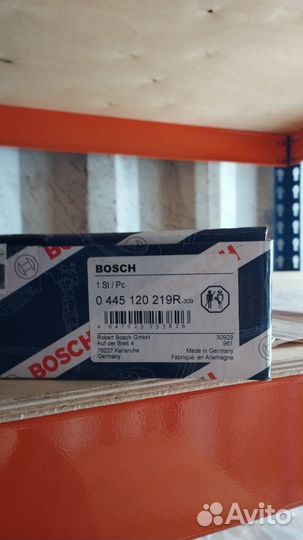 BOSCH
BOSCH
1 St / Pc
0 445 120 219R-309
4 047025 253826
Robert Bosch GmbH
Auf der Breit 4
76227 Karlsruhe
Germany
30929
961
Made in Germany
Fabriqué en Allemagne
Avito